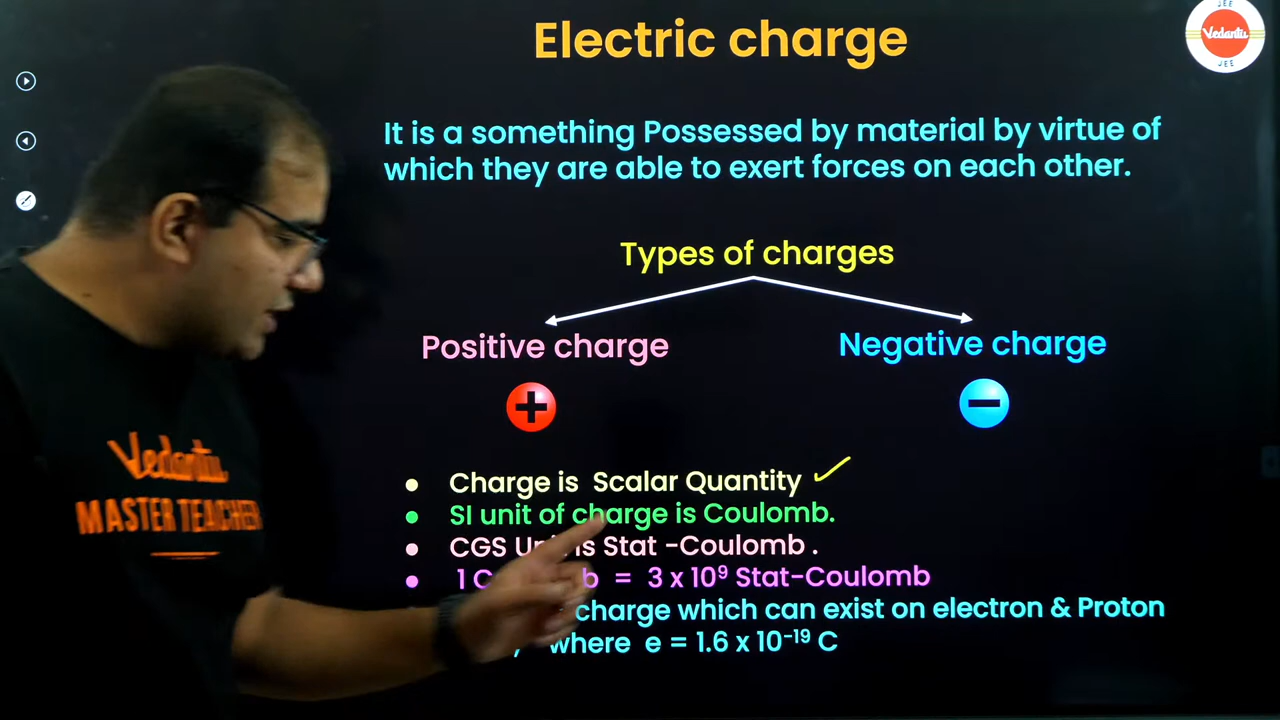 Electric charge
JEE
Vedantu
JEE
It is a something Possessed by material by virtue of
which they are able to exert forces on each other.
Types of charges
Positive charge
Negative charge
+
−
• Charge is Scalar Quantity ✓
• SI unit of charge is Coulomb.
• CGS is Stat -Coulomb .
• 1 = 3 x 10⁹ Stat-Coulomb
charge which can exist on electron & Proton
where e = 1.6 x 10⁻¹⁹ C
Vedantu
MASTER TEACHER